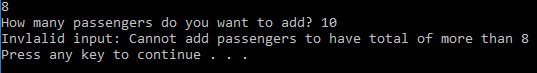 8
How many passengers do you want to add? 10
Invlalid input: Cannot add passengers to have total of more than 8
Press any key to continue . . .